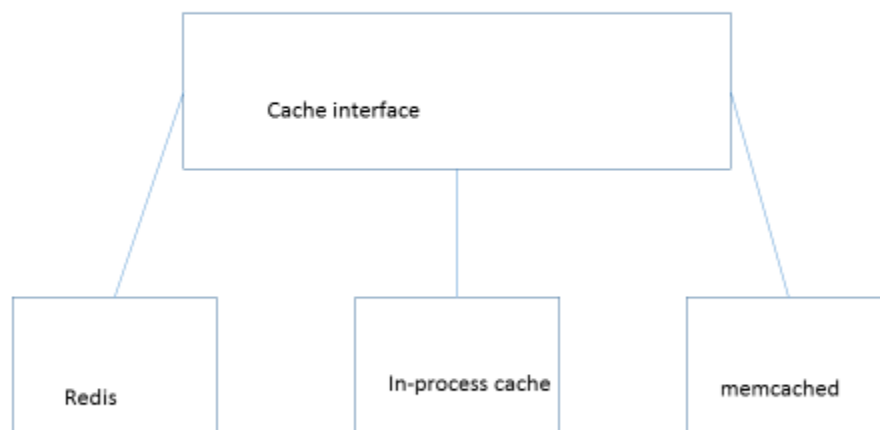 Cache interface
Redis
In-process cache
memcached